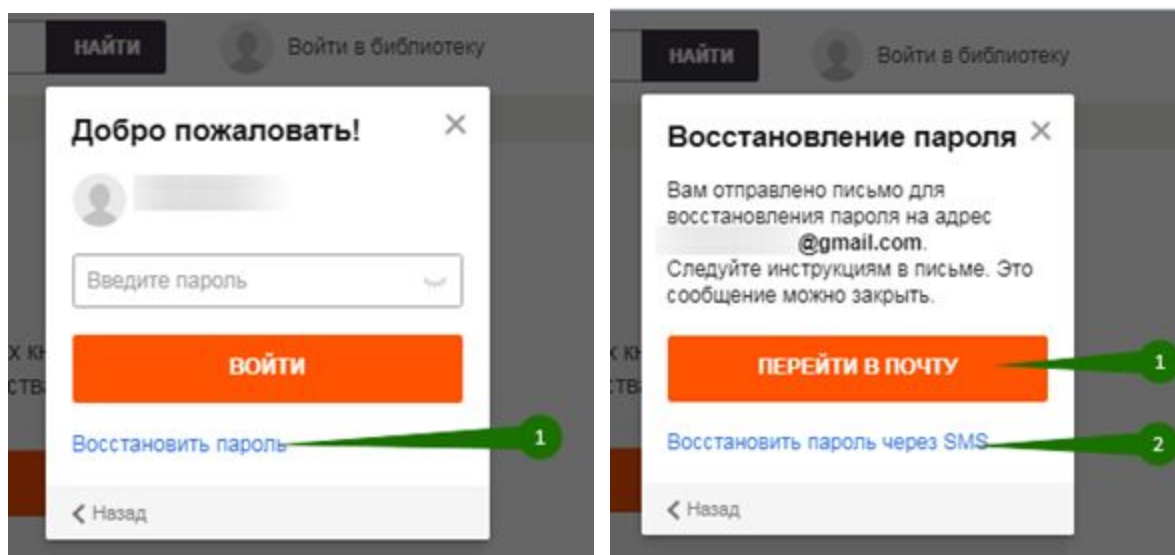 НАЙТИ
Войти в библиотеку
Добро пожаловать!
Введите пароль
ВОЙТИ
Восстановить пароль
1
Назад
НАЙТИ
Войти в библиотеку
Восстановление пароля
Вам отправлено письмо для
восстановления пароля на адрес
@gmail.com.
Следуйте инструкциям в письме. Это
сообщение можно закрыть.
ПЕРЕЙТИ В ПОЧТУ
1
Восстановить пароль через SMS
2
Назад